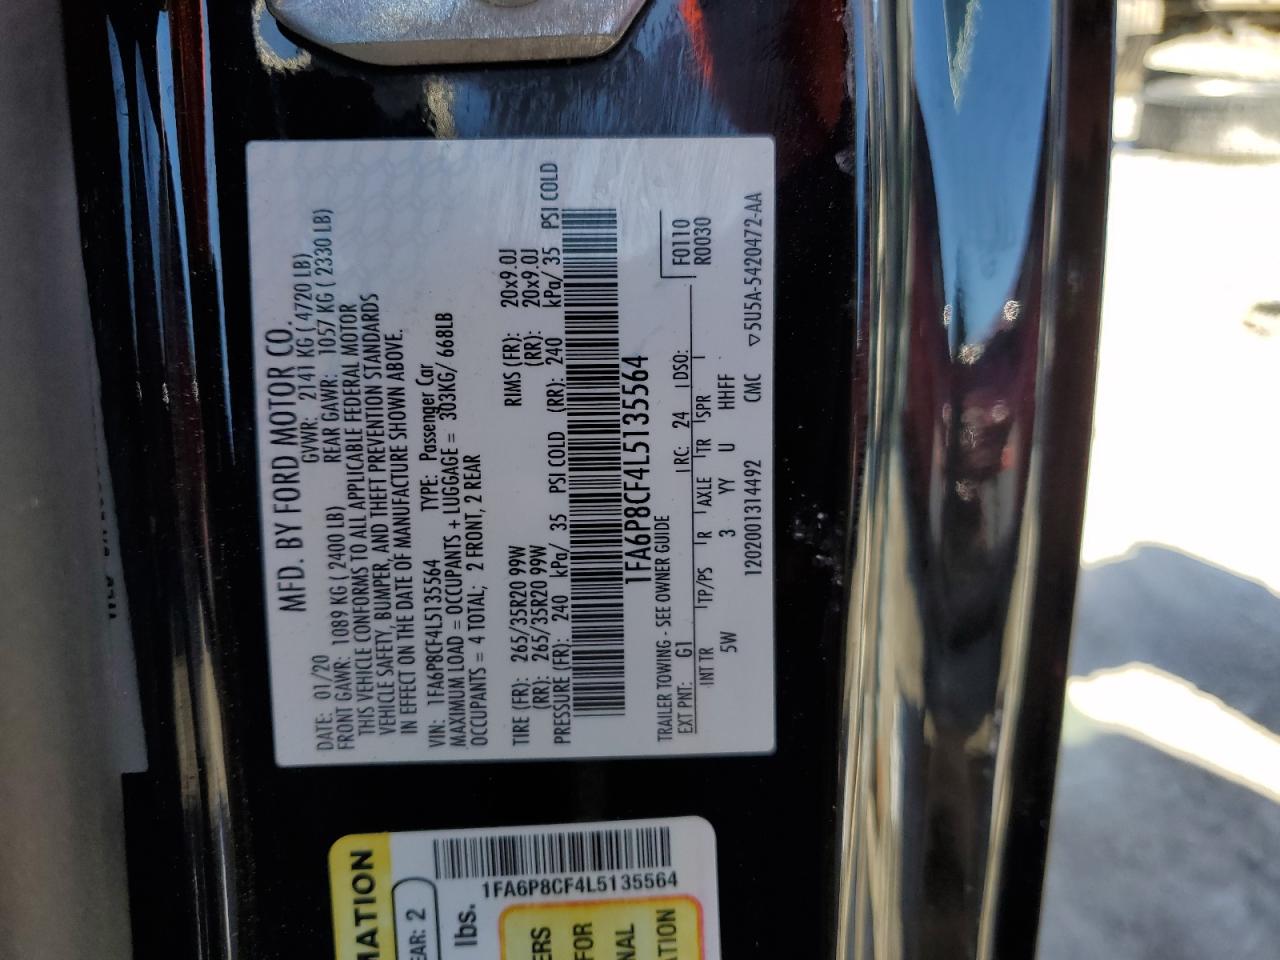 MFD. BY FORD MOTOR CO.
DATE: 01/20 GVWR: 2141 KG ( 4720 LB)
FRONT GAWR: 1089 KG ( 2400 LB) REAR GAWR: 1057 KG ( 2330 LB)
THIS VEHICLE CONFORMS TO ALL APPLICABLE FEDERAL MOTOR
VEHICLE SAFETY, BUMPER, AND THEFT PREVENTION STANDARDS
IN EFFECT ON THE DATE OF MANUFACTURE SHOWN ABOVE.
VIN: 1FA6P8CF4L5135564 TYPE: Passenger Car
MAXIMUM LOAD = OCCUPANTS + LUGGAGE = 303KG/ 668LB
OCCUPANTS = 4 TOTAL; 2 FRONT, 2 REAR
TIRE (FR): 265/35R20 99W RIMS (FR): 20x9.0J
(RR): 265/35R20 99W (RR): 20x9.0J
PRESSURE (FR): 240 kPa/ 35 PSI COLD (RR): 240 kPa/ 35 PSI COLD
1FA6P8CF4L5135564
TRAILER TOWING - SEE OWNER GUIDE F0110
EXT PNT: G1 RC: 24 DSO: R0030
INT TR TP/PS R AXLE TR SPR
5W 3 YY U HHFF
1202001314492 CMC ▽5U5A-5420472-AA
MATION
EAR: 2
1FA6P8CF4L5135564
lbs.
ERS
FOR
NAL
TION